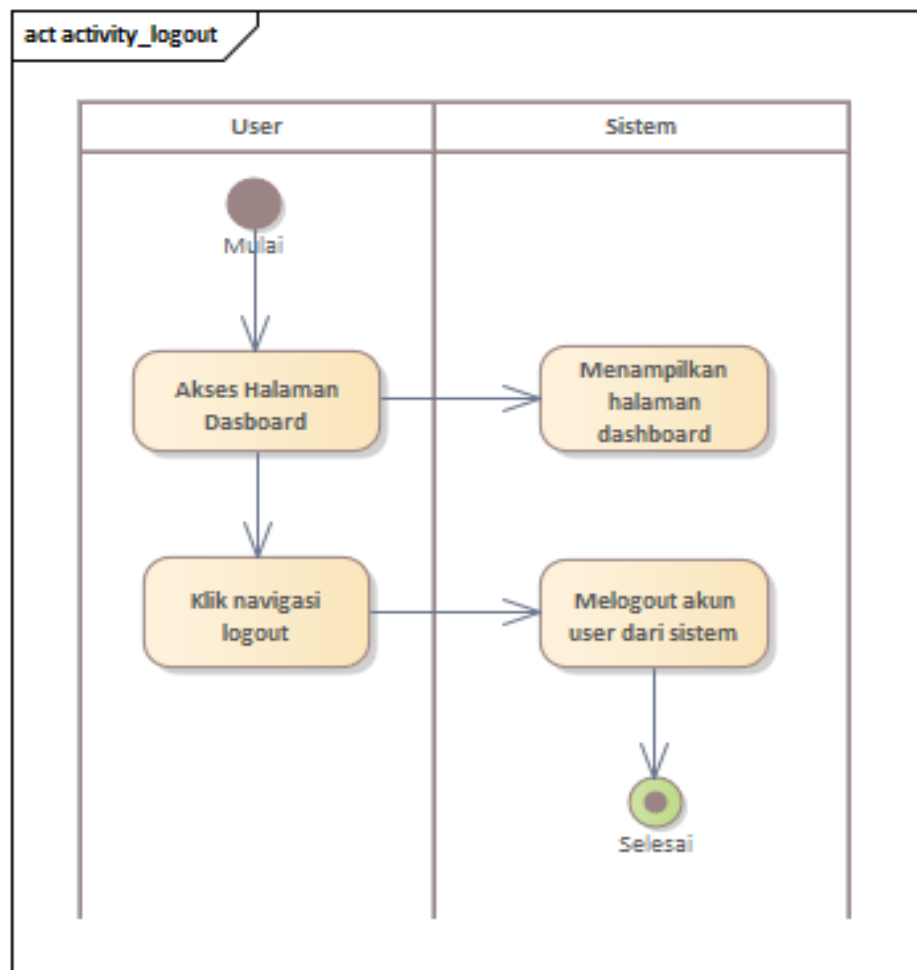 act activity_logout
User
Sistem
Mulai
Akses Halaman
Dasboard
Menampilkan
halaman
dashboard
Klik navigasi
logout
Melogout akun
user dari sistem
Selesai